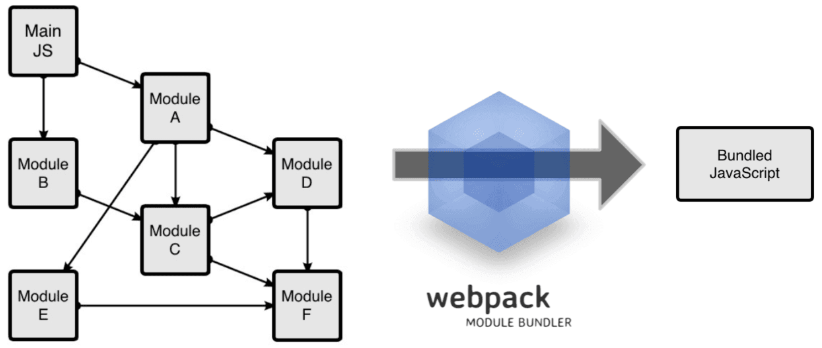 Main
JS
Module
A
Module
B
Module
D
Module
C
Module
E
Module
F
webpack
MODULE BUNDLER
Bundled
JavaScript